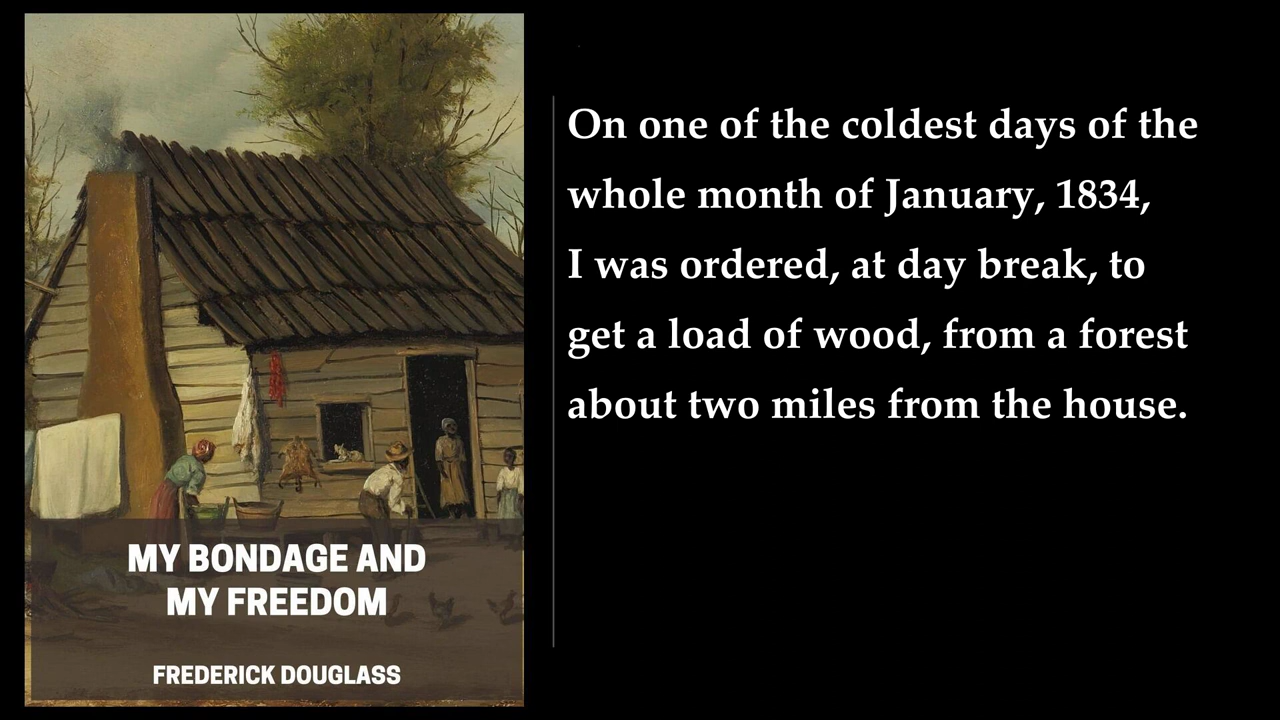 On one of the coldest days of the
whole month of January, 1834,
I was ordered, at day break, to
get a load of wood, from a forest
about two miles from the house.
MY BONDAGE AND
MY FREEDOM
FREDERICK DOUGLASS